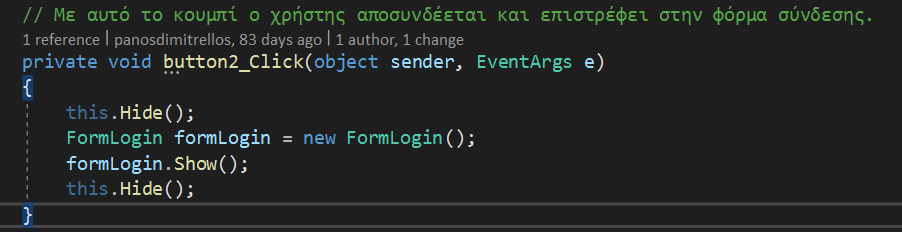 // Με αυτό το κουμπί ο χρήστης αποσυνδέεται και επιστρέφει στην φόρμα σύνδεσης.
1 reference | panosdimitrellos, 83 days ago | 1 author, 1 change
private void button2_Click(object sender, EventArgs e)
{
this.Hide();
FormLogin formLogin = new FormLogin();
formLogin.Show();
this.Hide();
}